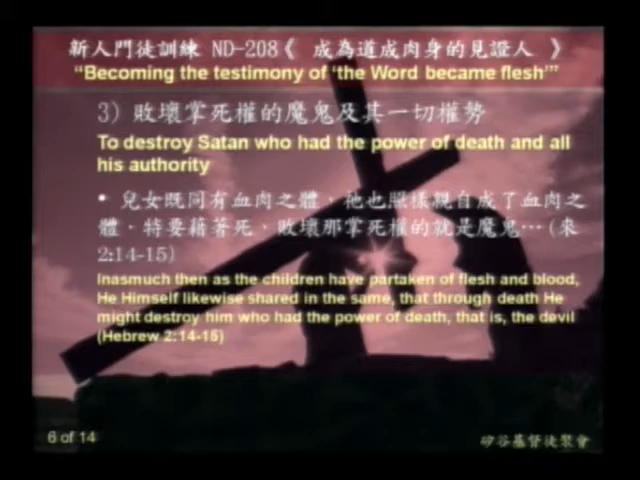 新人門徒訓練 ND-208《 成為道成肉身的見證人 》
“Becoming the testimony of ‘the Word became flesh’”
3) 敗壞掌死權的魔鬼及其一切權勢
To destroy Satan who had the power of death and all
his authority
• 兒女既同有血肉之體，祂也照樣親自成了血肉之
體，特要藉著死，敗壞那掌死權的就是魔鬼…(來
2:14-15)
Inasmuch then as the children have partaken of flesh and blood,
He Himself likewise shared in the same, that through death He
might destroy him who had the power of death, that is, the devil
(Hebrew 2:14-15)
6 of 14
矽谷基督徒聚會